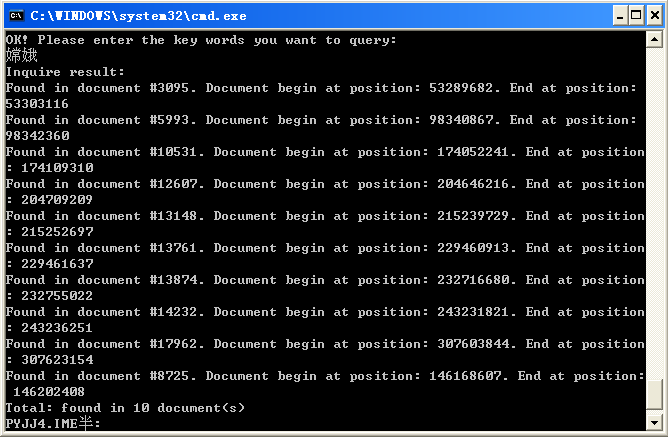 C:\WINDOWS\system32\cmd.exe
OK! Please enter the key words you want to query:
嫦娥
Inquire result:
Found in document #3095. Document begin at position: 53289682. End at position:
53303116
Found in document #5993. Document begin at position: 98340867. End at position:
98342360
Found in document #10531. Document begin at position: 174052241. End at position
: 174109310
Found in document #12607. Document begin at position: 204646216. End at position
: 204709209
Found in document #13148. Document begin at position: 215239729. End at position
: 215252697
Found in document #13761. Document begin at position: 229460913. End at position
: 229461637
Found in document #13874. Document begin at position: 232716680. End at position
: 232755022
Found in document #14232. Document begin at position: 243231821. End at position
: 243236251
Found in document #17962. Document begin at position: 307603844. End at position
: 307623154
Found in document #8725. Document begin at position: 146168607. End at position:
146202408
Total: found in 10 document(s)
PYJJ4.IME半: